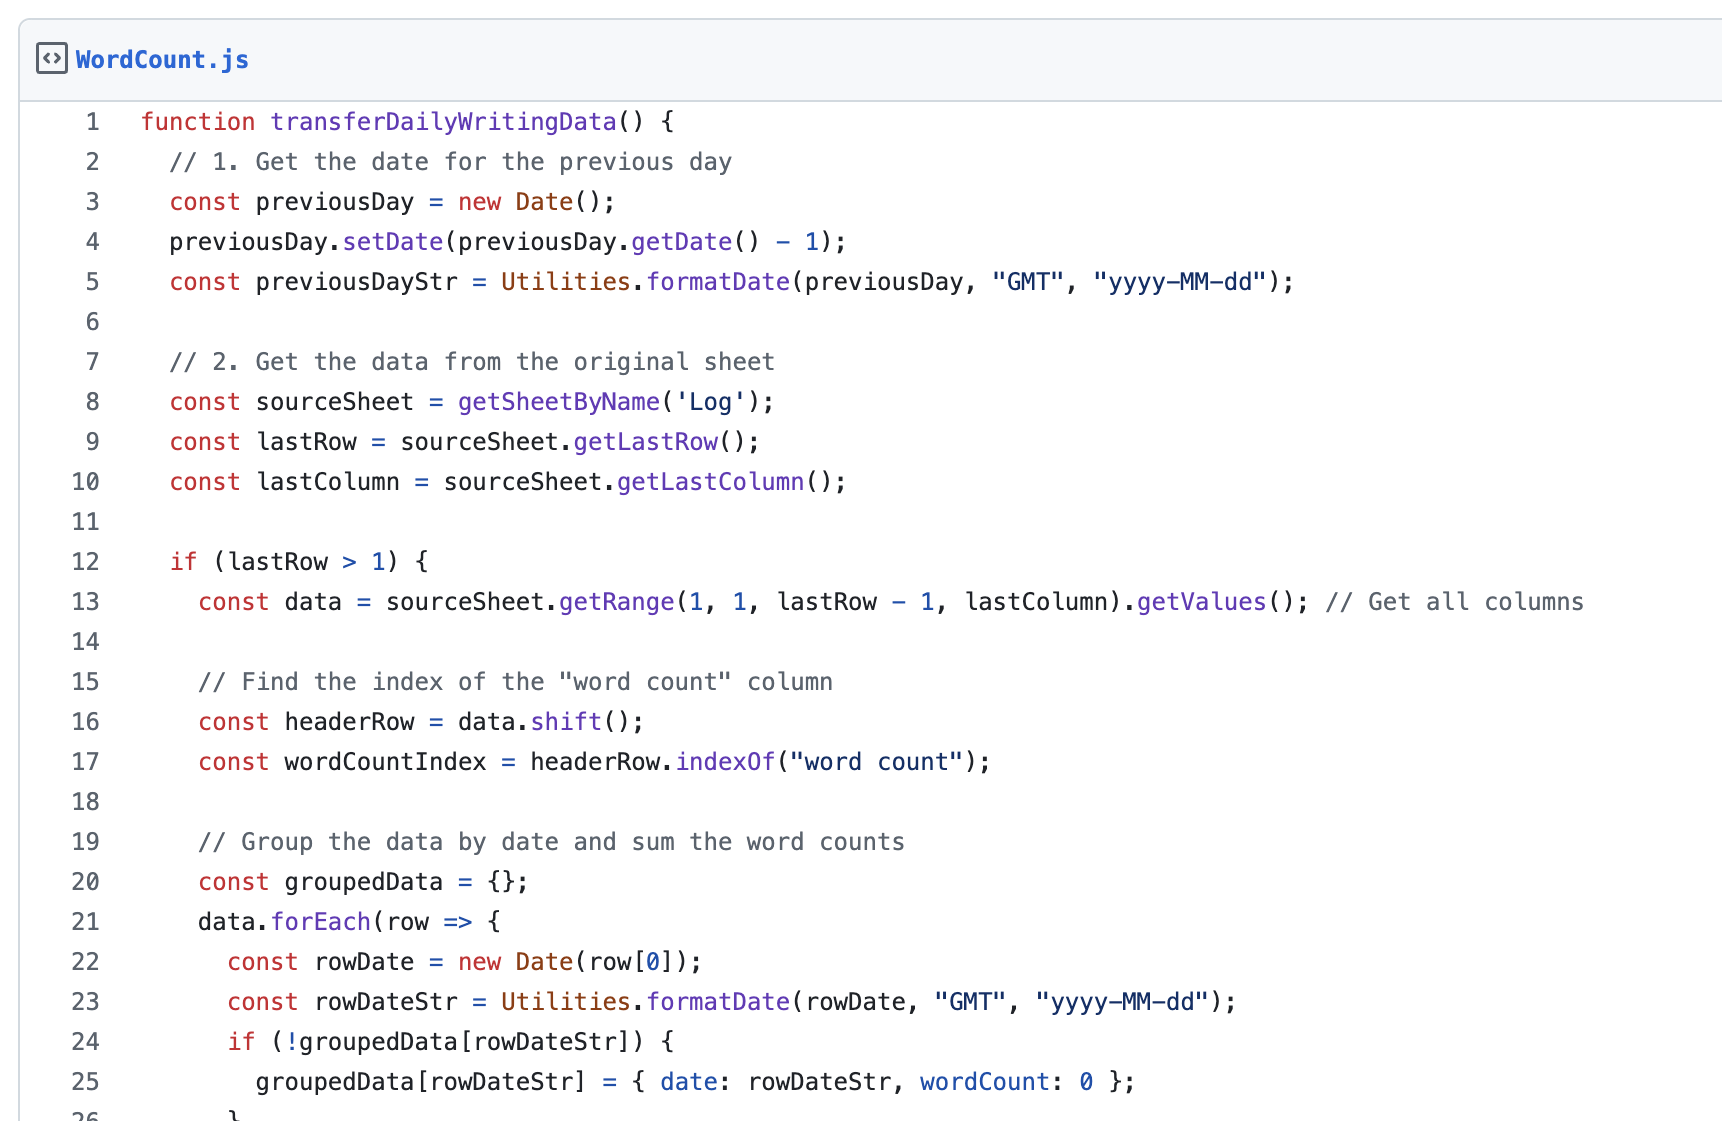 WordCount.js
1 function transferDailyWritingData() {
2 // 1. Get the date for the previous day
3 const previousDay = new Date();
4 previousDay.setDate(previousDay.getDate() - 1);
5 const previousDayStr = Utilities.formatDate(previousDay, "GMT", "yyyy-MM-dd");
6
7 // 2. Get the data from the original sheet
8 const sourceSheet = getSheetByName('Log');
9 const lastRow = sourceSheet.getLastRow();
10 const lastColumn = sourceSheet.getLastColumn();
11
12 if (lastRow > 1) {
13 const data = sourceSheet.getRange(1, 1, lastRow - 1, lastColumn).getValues(); // Get all columns
14
15 // Find the index of the "word count" column
16 const headerRow = data.shift();
17 const wordCountIndex = headerRow.indexOf("word count");
18
19 // Group the data by date and sum the word counts
20 const groupedData = {};
21 data.forEach(row => {
22 const rowDate = new Date(row[0]);
23 const rowDateStr = Utilities.formatDate(rowDate, "GMT", "yyyy-MM-dd");
24 if (!groupedData[rowDateStr]) {
25 groupedData[rowDateStr] = { date: rowDateStr, wordCount: 0 };
26 }